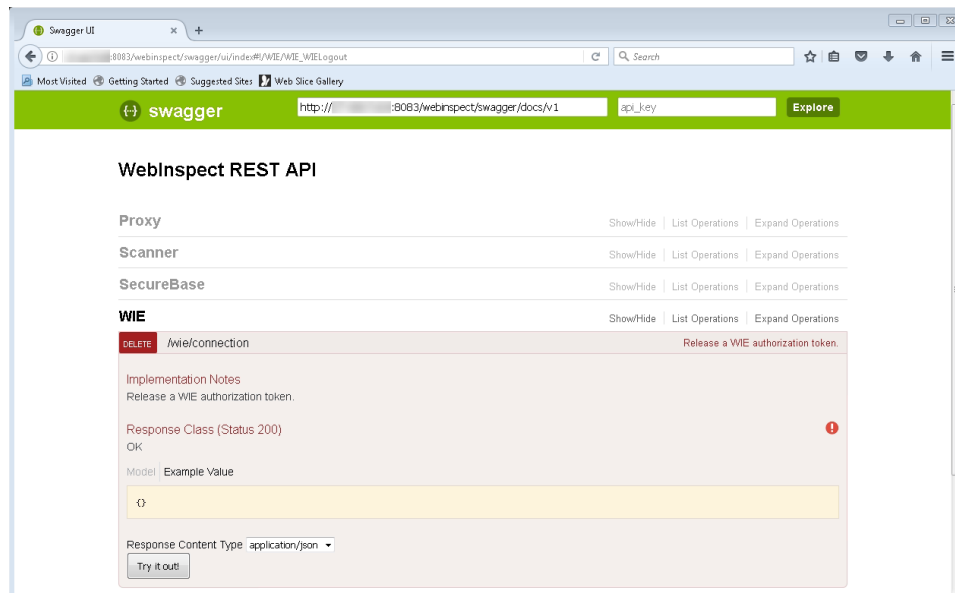 Swagger UI
:8083/webinspect/swagger/ui/index#!/WIE/WIE_WIELogout
Search
Most Visited Getting Started Suggested Sites Web Slice Gallery
swagger http:// :8083/webinspect/swagger/docs/v1 api_key Explore
WebInspect REST API
Proxy Show/Hide List Operations Expand Operations
Scanner Show/Hide List Operations Expand Operations
SecureBase Show/Hide List Operations Expand Operations
WIE Show/Hide List Operations Expand Operations
DELETE /wie/connection Release a WIE authorization token.
Implementation Notes
Release a WIE authorization token.
Response Class (Status 200)
OK
Model Example Value
{}
Response Content Type application/json
Try it out!